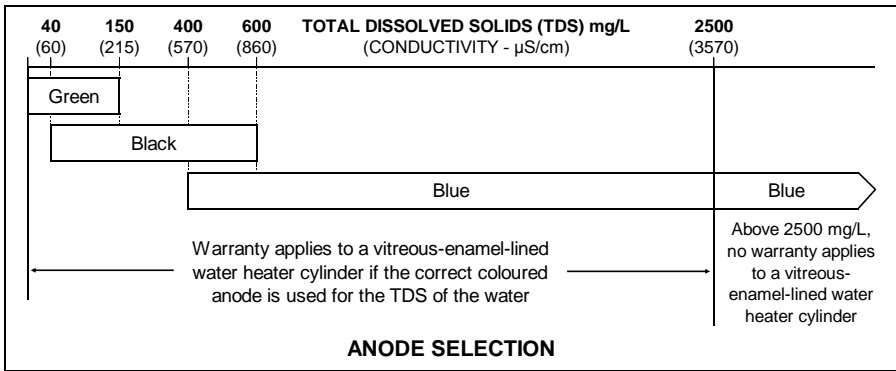 40 150 400 600 TOTAL DISSOLVED SOLIDS (TDS) mg/L 2500
(60) (215) (570) (860) (CONDUCTIVITY - µS/cm) (3570)
Green
Black
Blue Blue
Warranty applies to a vitreous-enamel-lined
water heater cylinder if the correct coloured
anode is used for the TDS of the water
Above 2500 mg/L,
no warranty applies
to a vitreous-
enamel-lined water
heater cylinder
ANODE SELECTION